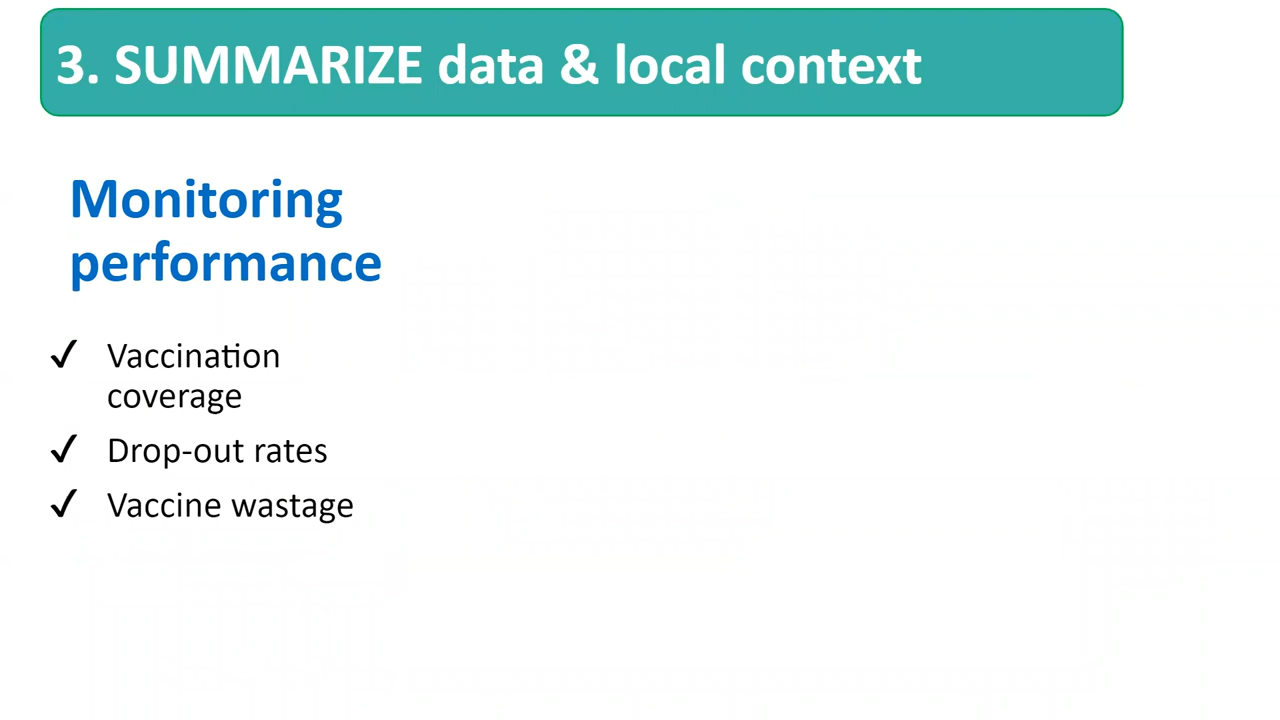 3. SUMMARIZE data & local context
Monitoring
performance
✓ Vaccination
coverage
✓ Drop-out rates
✓ Vaccine wastage